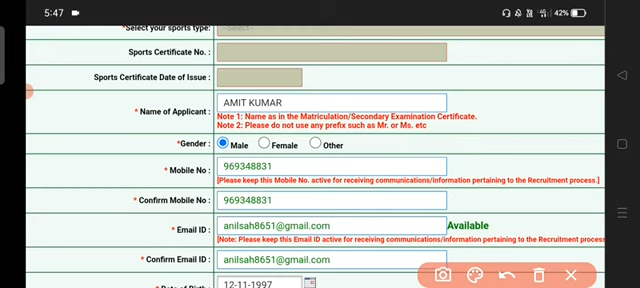 5:47 42%
*Select your sports type: --Select--
Sports Certificate No. :
Sports Certificate Date of Issue :
* Name of Applicant : AMIT KUMAR
Note 1: Name as in the Matriculation/Secondary Examination Certificate.
Note 2: Please do not use any prefix such as Mr. or Ms. etc
*Gender : Male Female Other
* Mobile No : 969348831
[Please keep this Mobile No. active for receiving communications/information pertaining to the Recruitment process.]
* Confirm Mobile No : 969348831
* Email ID : anilsah8651@gmail.com Available
[Note: Please keep this Email ID active for receiving communications/information pertaining to the Recruitment process
* Confirm Email ID : anilsah8651@gmail.com
* Date of Birth : 12-11-1997